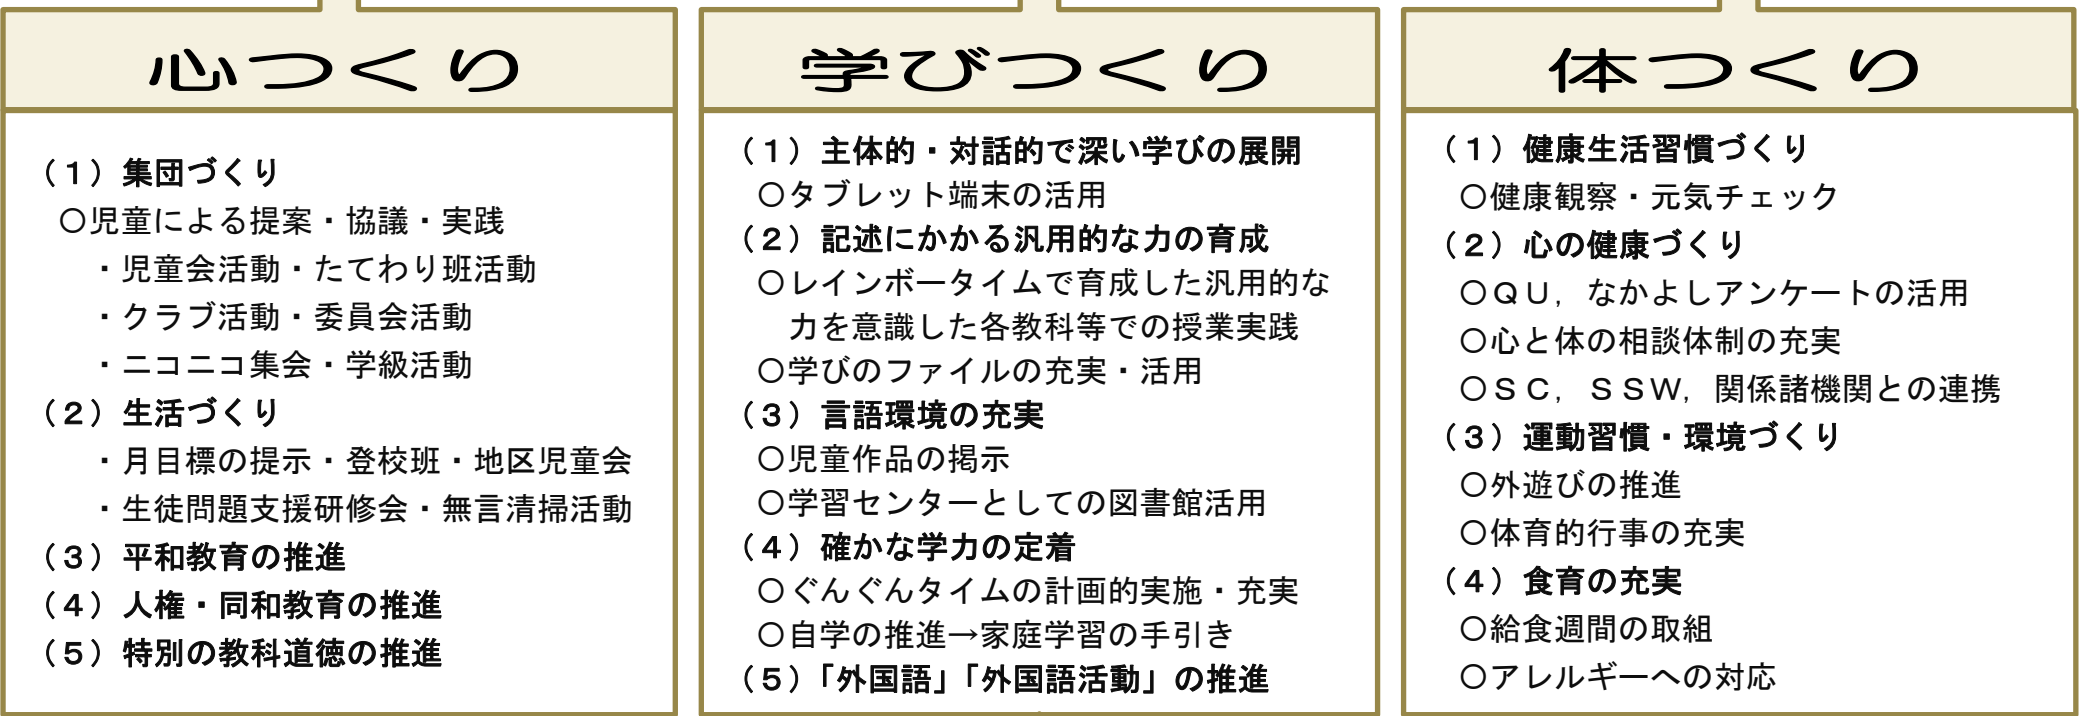 心つくり
（１）集団づくり
○児童による提案・協議・実践
・児童会活動・たてわり班活動
・クラブ活動・委員会活動
・ニコニコ集会・学級活動
（２）生活づくり
・月目標の提示・登校班・地区児童会
・生徒問題支援研修会・無言清掃活動
（３）平和教育の推進
（４）人権・同和教育の推進
（５）特別の教科道徳の推進
学びつくり
（１）主体的・対話的で深い学びの展開
○タブレット端末の活用
（２）記述にかかる汎用的な力の育成
○レインボータイムで育成した汎用的な
力を意識した各教科等での授業実践
○学びのファイルの充実・活用
（３）言語環境の充実
○児童作品の掲示
○学習センターとしての図書館活用
（４）確かな学力の定着
○ぐんぐんタイムの計画的実施・充実
○自学の推進→家庭学習の手引き
（５）「外国語」「外国語活動」の推進
体つくり
（１）健康生活習慣づくり
○健康観察・元気チェック
（２）心の健康づくり
○ＱＵ，なかよしアンケートの活用
○心と体の相談体制の充実
○ＳＣ，ＳＳＷ，関係諸機関との連携
（３）運動習慣・環境づくり
○外遊びの推進
○体育的行事の充実
（４）食育の充実
○給食週間の取組
○アレルギーへの対応